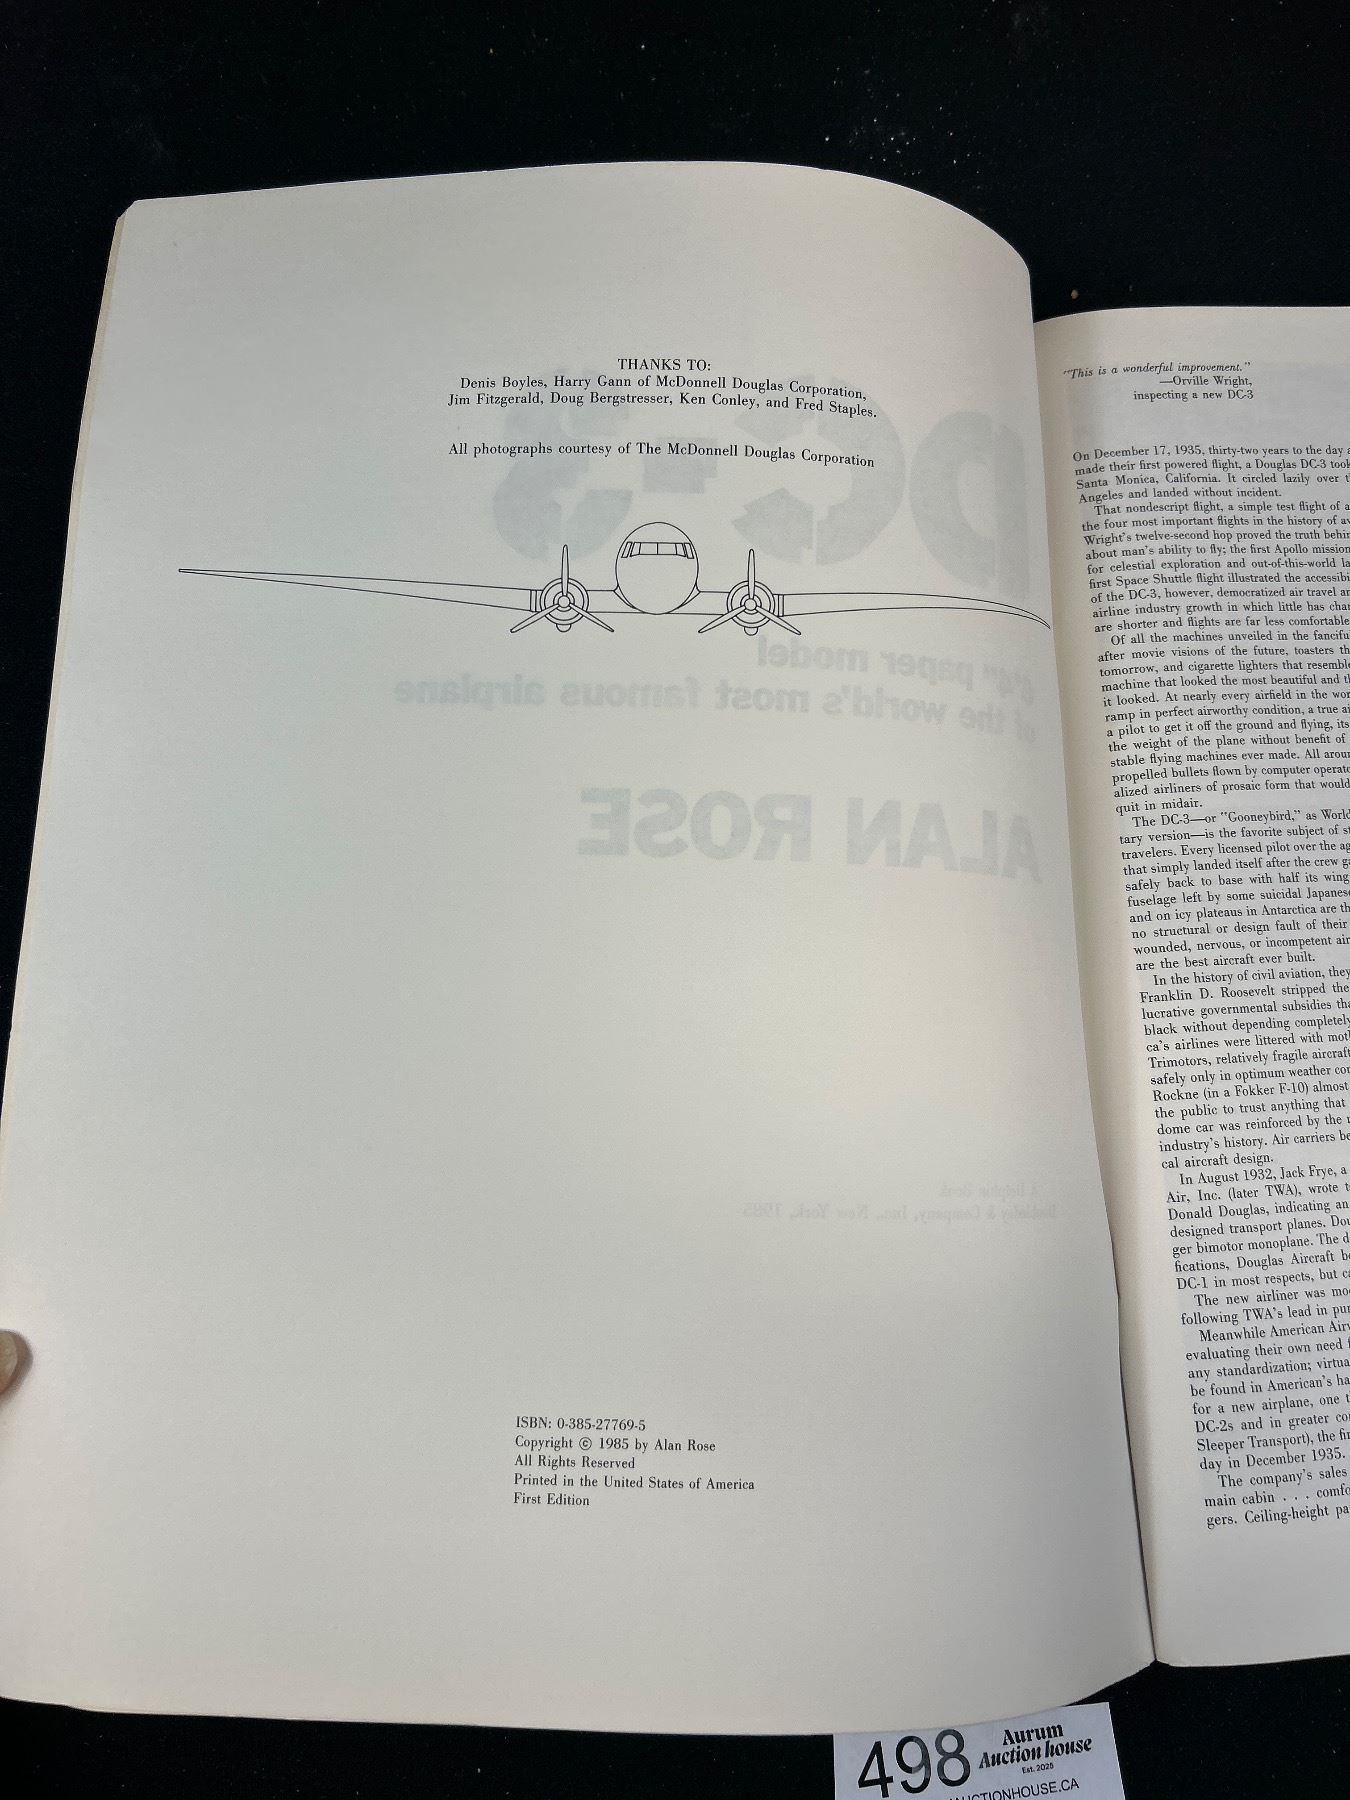 THANKS TO:
Denis Boyles, Harry Gann of McDonnell Douglas Corporation,
Jim Fitzgerald, Doug Bergstresser, Ken Conley, and Fred Staples.
All photographs courtesy of The McDonnell Douglas Corporation
DC-3
paper model
of the world's most famous airplane
ALAN ROSE
Doubleday & Company, Inc., New York, 1985
ISBN: 0-385-27769-5
Copyright © 1985 by Alan Rose
All Rights Reserved
Printed in the United States of America
First Edition
"This is a wonderful improvement."
—Orville Wright,
inspecting a new DC-3
On December 17, 1935, thirty-two years to the day
made their first powered flight, a Douglas DC-3 took
Santa Monica, California. It circled lazily over
Angeles and landed without incident.
That nondescript flight, a simple test flight of
the four most important flights in the history of
Wright's twelve-second hop proved the truth
about man's ability to fly; the first Apollo mission
for celestial exploration and out-of-this-world
first Space Shuttle flight illustrated the
of the DC-3, however, democratized air travel
airline industry growth in which little has
are shorter and flights are far less comfortable
Of all the machines unveiled in the
after movie visions of the future, toasters
tomorrow, and cigarette lighters that
machine that looked the most beautiful and
it looked. At nearly every airfield in the
ramp in perfect airworthy condition, a true
a pilot to get it off the ground and flying, its
the weight of the plane without benefit of
stable flying machines ever made. All
propelled bullets flown by computer
alized airliners of prosaic form that would
quit in midair.
The DC-3—or "Gooneybird," as World
tary version—is the favorite subject of
travelers. Every licensed pilot over the
that simply landed itself after the crew
safely back to base with half its wing
fuselage left by some suicidal Japanese
and on icy plateaus in Antarctica are
no structural or design fault of their
wounded, nervous, or incompetent
are the best aircraft ever built.
In the history of civil aviation, they
Franklin D. Roosevelt stripped the
lucrative governmental subsidies
black without depending completely
ca's airlines were littered with
Trimotors, relatively fragile aircraft
safely only in optimum weather
Rockne (in a Fokker F-10) almost
the public to trust anything that
dome car was reinforced by the
industry's history. Air carriers
cal aircraft design.
In August 1932, Jack Frye, a
Air, Inc. (later TWA), wrote
Donald Douglas, indicating an
designed transport planes.
ger bimotor monoplane. The
fications, Douglas Aircraft
DC-1 in most respects, but
The new airliner was
following TWA's lead in
Meanwhile American
evaluating their own need
any standardization;
be found in American's
for a new airplane, one
DC-2s and in greater
Sleeper Transport), the
day in December 1935.
The company's sales
main cabin . . .
gers. Ceiling-height
498
Aurum
Auction house
Est. 2025
AUCTIONHOUSE.CA